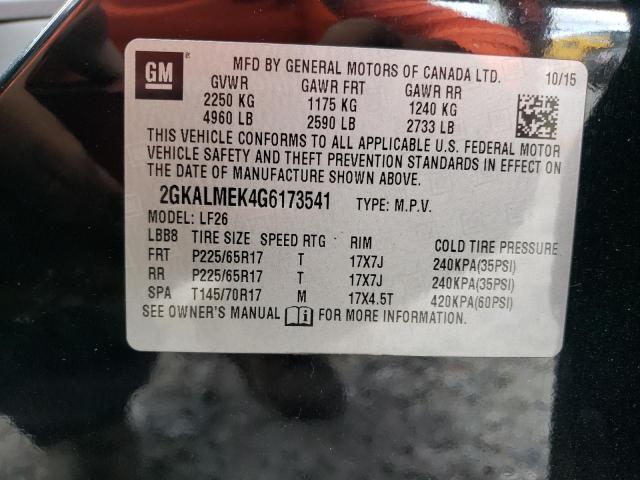 GM
MFD BY GENERAL MOTORS OF CANADA LTD. 10/15
GVWR GAWR FRT GAWR RR
2250 KG 1175 KG 1240 KG
4960 LB 2590 LB 2733 LB
THIS VEHICLE CONFORMS TO ALL APPLICABLE U.S. FEDERAL MOTOR
VEHICLE SAFETY AND THEFT PREVENTION STANDARDS IN EFFECT ON
THE DATE OF MANUFACTURE SHOWN ABOVE.
2GKALMEK4G6173541 TYPE: M.P.V.
MODEL: LF26
LBB8 TIRE SIZE SPEED RTG RIM COLD TIRE PRESSURE
FRT P225/65R17 T 17X7J 240KPA(35PSI)
RR P225/65R17 T 17X7J 240KPA(35PSI)
SPA T145/70R17 M 17X4.5T 420KPA(60PSI)
SEE OWNER'S MANUAL FOR MORE INFORMATION.